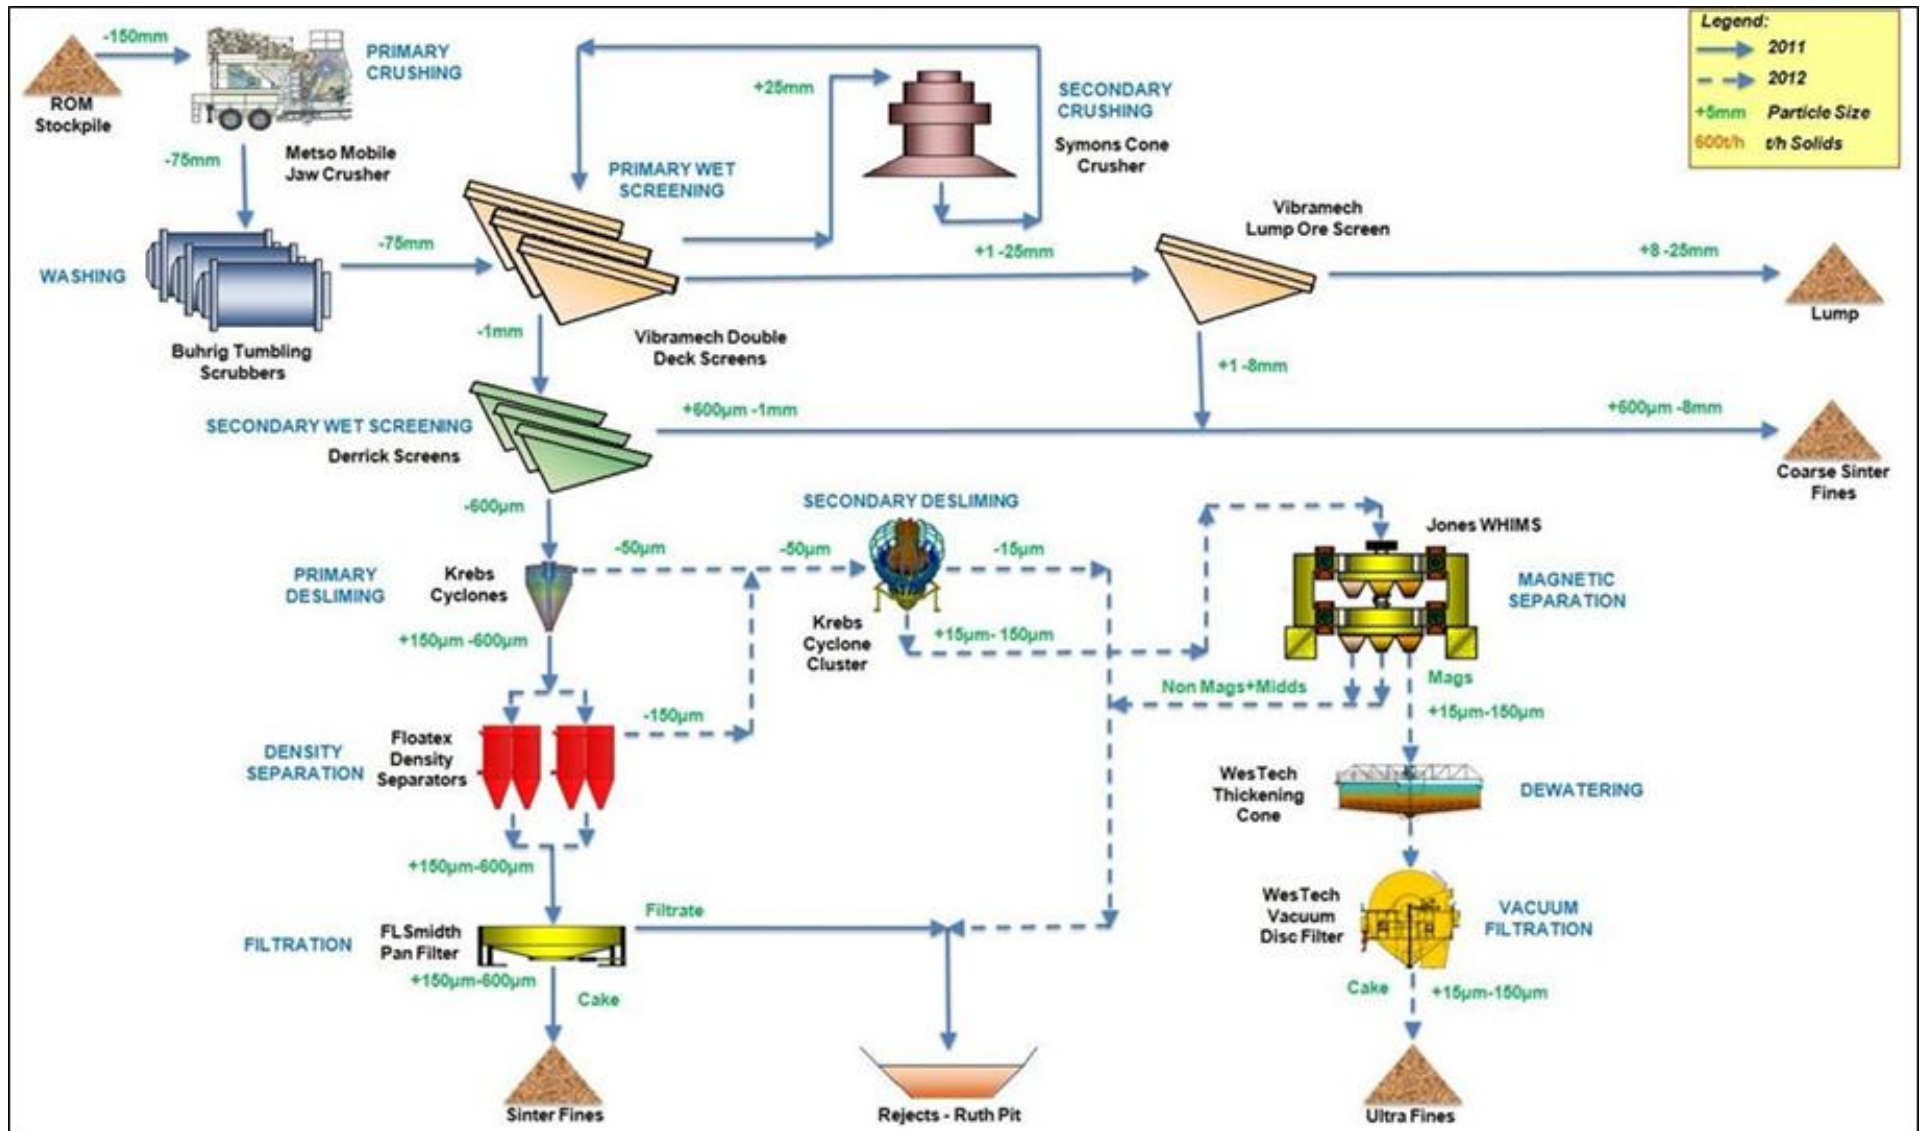 Legend:
2011
2012
+5mm Particle Size
600t/h t/h Solids
-150mm
ROM
Stockpile
PRIMARY
CRUSHING
Metso Mobile
Jaw Crusher
-75mm
WASHING
Buhrig Tumbling
Scrubbers
-75mm
PRIMARY WET
SCREENING
+25mm
SECONDARY
CRUSHING
Symons Cone
Crusher
Vibramech Double
Deck Screens
+1 -25mm
Vibramech
Lump Ore Screen
+8 -25mm
Lump
-1mm
+1 -8mm
SECONDARY WET SCREENING
Derrick Screens
+600µm -1mm
+600µm -8mm
Coarse Sinter
Fines
-600µm
PRIMARY
DESLIMING
Krebs
Cyclones
-50µm
-50µm
SECONDARY DESLIMING
Krebs
Cyclone
Cluster
-15µm
+15µm- 150µm
Jones WHIMS
MAGNETIC
SEPARATION
+150µm -600µm
Non Mags+Midds
Mags
+15µm-150µm
-150µm
DENSITY
SEPARATION
Floatex
Density
Separators
WesTech
Thickening
Cone
DEWATERING
+150µm-600µm
FILTRATION
FLSmidth
Pan Filter
Filtrate
WesTech
Vacuum
Disc Filter
VACUUM
FILTRATION
+150µm-600µm
Cake
Cake
+15µm-150µm
Sinter Fines
Rejects - Ruth Pit
Ultra Fines